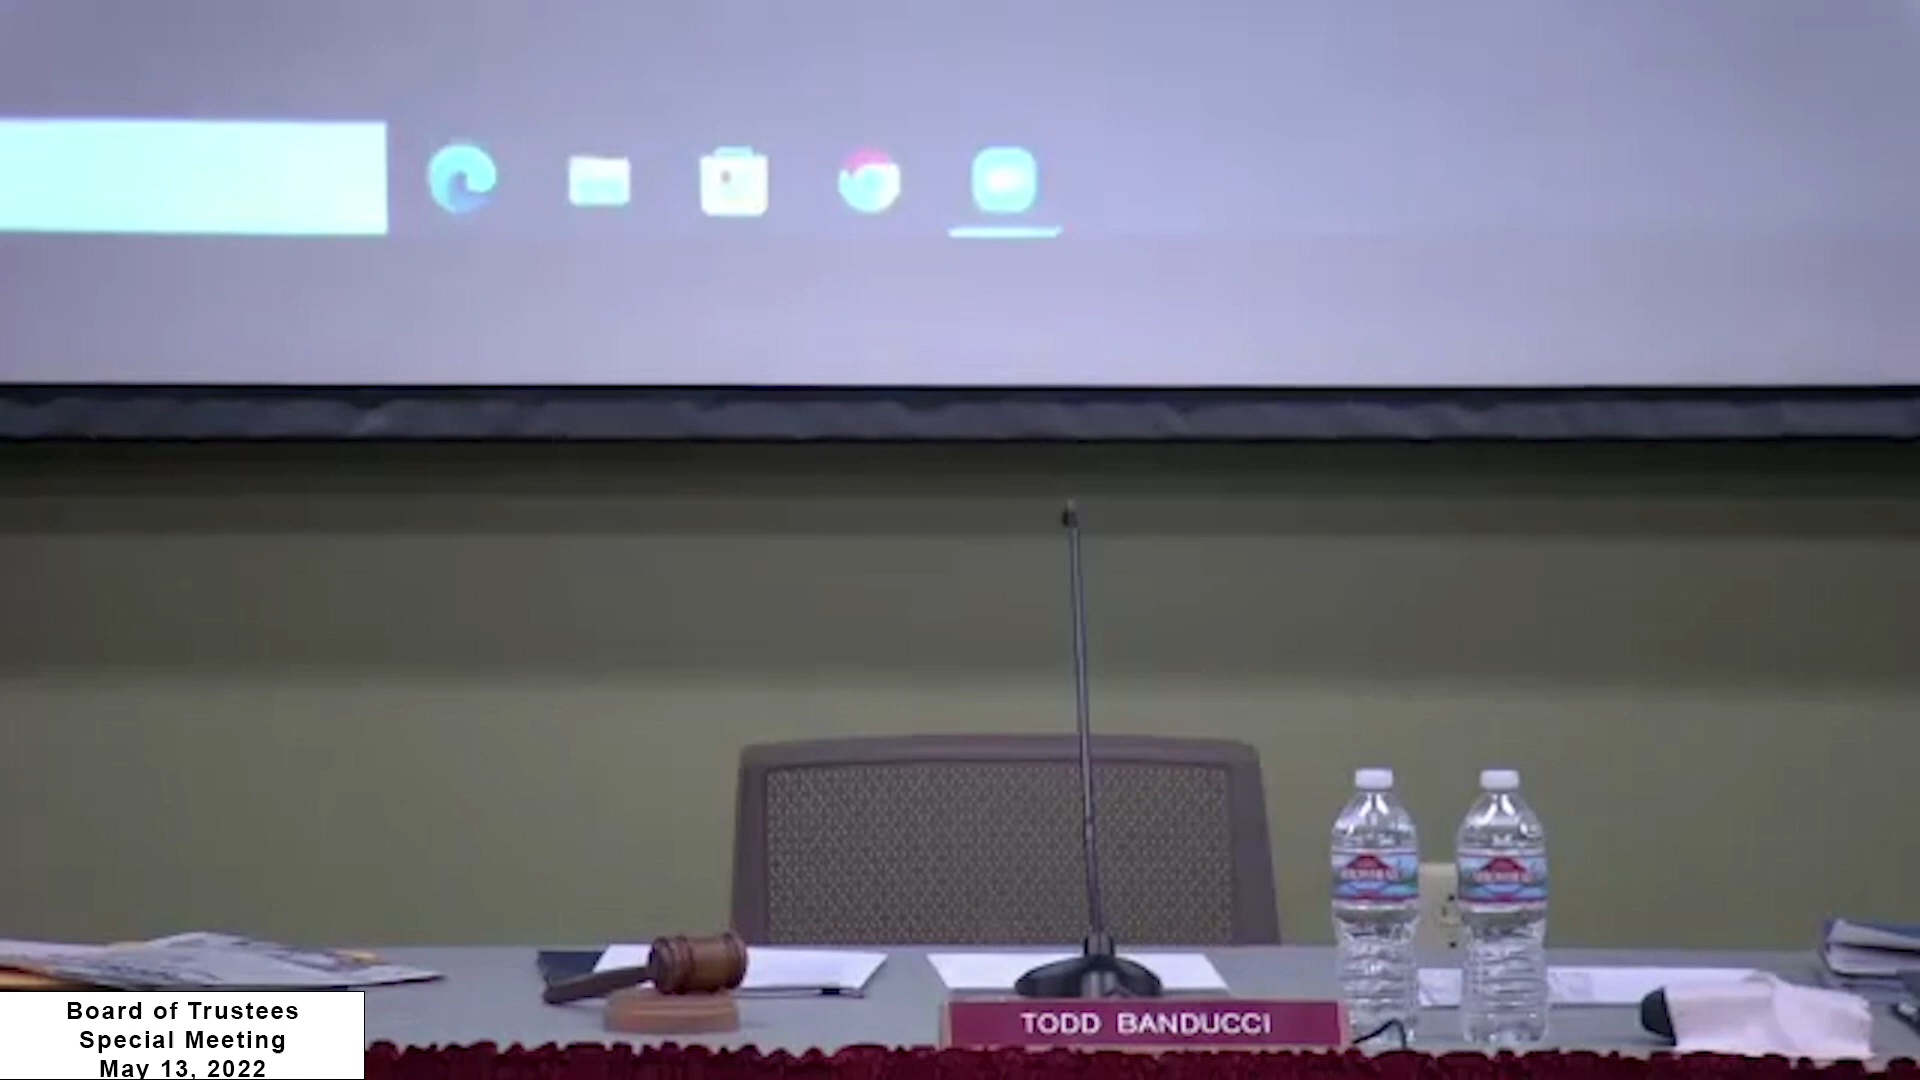 TODD BANDUCCI
Board of Trustees
Special Meeting
May 13, 2022